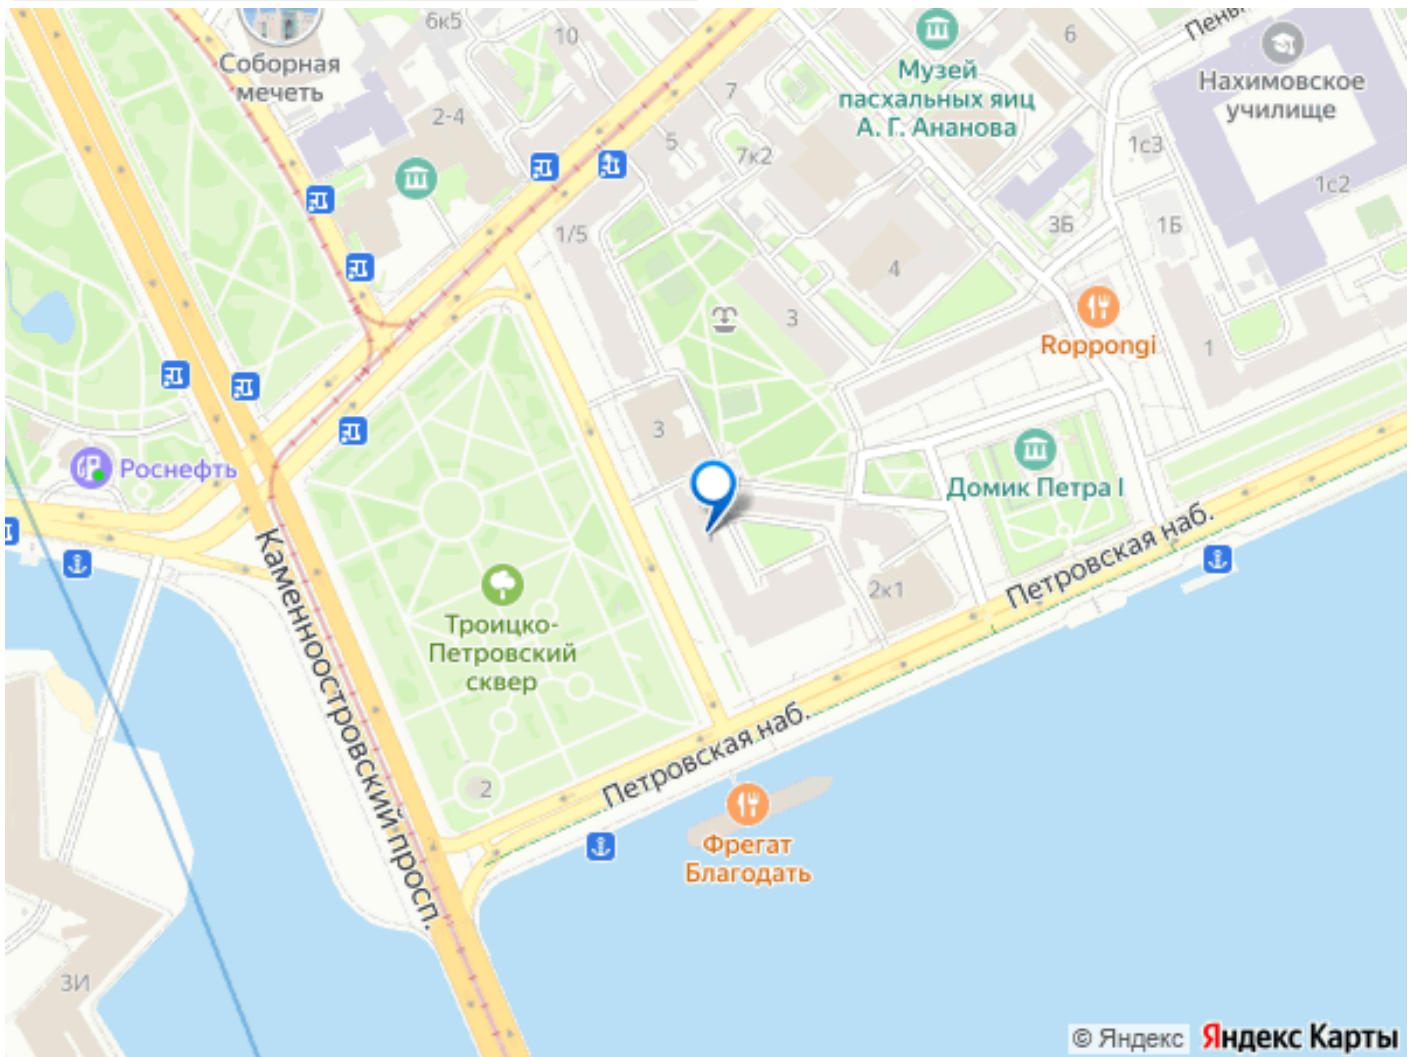 6к5
10
6
Пень
Соборная
мечеть
Музей
пасхальных яиц
А. Г. Ананова
Нахимовское
училище
2-4
7
5
7к2
1с3
1с2
1/5
3Б
1Б
4
3
Roppongi
1
3
Роснефть
Домик Петра I
Каменноостровский просп.
Петровская наб.
2к1
Троицко-
Петровский
сквер
Петровская наб.
2
Фрегат
Благодать
3И
© Яндекс Яндекс Карты